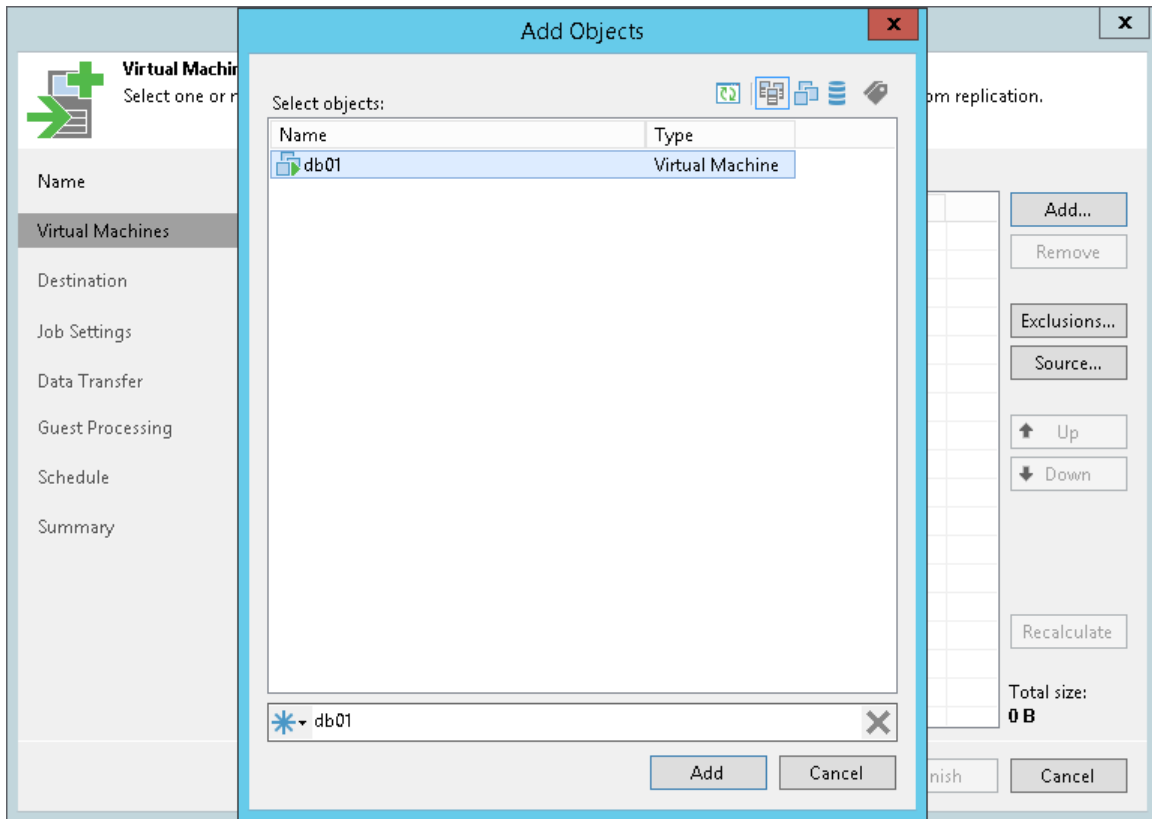 Add Objects
x
x
Virtual Machin
Select one or
om replication.
Select objects:
Name
Type
db01
Virtual Machine
Name
Virtual Machines
Destination
Job Settings
Data Transfer
Guest Processing
Schedule
Summary
Add...
Remove
Exclusions...
Source...
Up
Down
Recalculate
Total size:
0 B
db01
Add
Cancel
nish
Cancel